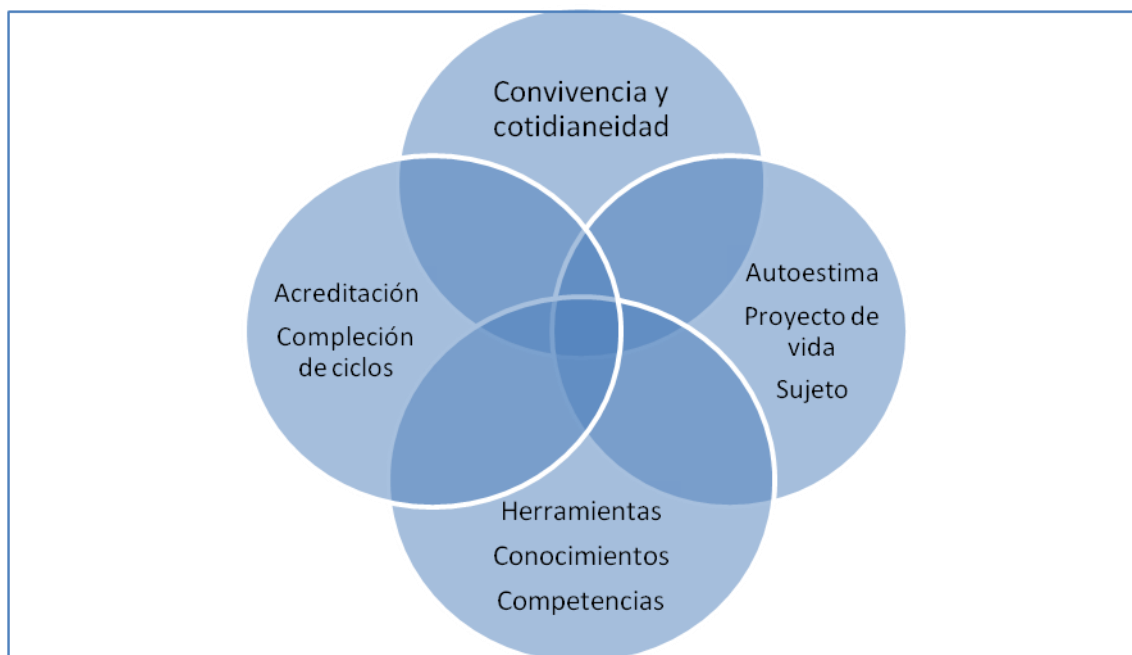 Convivencia y
cotidianeidad
Acreditación
Compleción
de ciclos
Autoestima
Proyecto de
vida
Sujeto
Herramientas
Conocimientos
Competencias